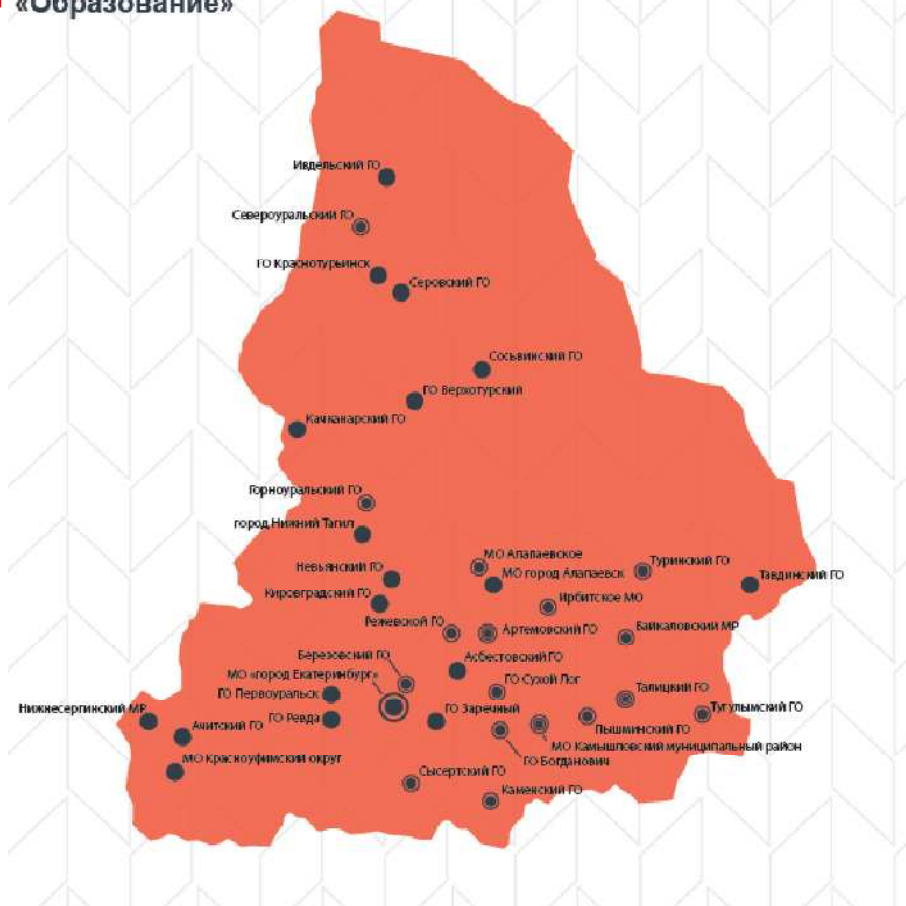 «Образование»
Ивдельский ГО
Североуральский ГО
ГО Краснотурьинск
Серовский ГО
Сосьвинский ГО
ГО Верхотурский
Качканарский ГО
Горноуральский ГО
город Нижний Тагил
МО Алапаевское
Туринский ГО
Невьянский ГО
МО город Алапаевск
Тавдинский ГО
Кировградский ГО
Ирбитское МО
Режевской ГО
Артемовский ГО
Байкаловский МР
Березовский ГО
Асбестовский ГО
МО «город Екатеринбург»
ГО Сухой Лог
Талицкий ГО
ГО Первоуральск
Нижнесергинский МР
ГО Заречный
Тугулымский ГО
ГО Ревда
Ачитский ГО
Пышминский ГО
МО Камышловский муниципальный район
МО Красноуфимский округ
ГО Богданович
Сысертский ГО
Каменский ГО